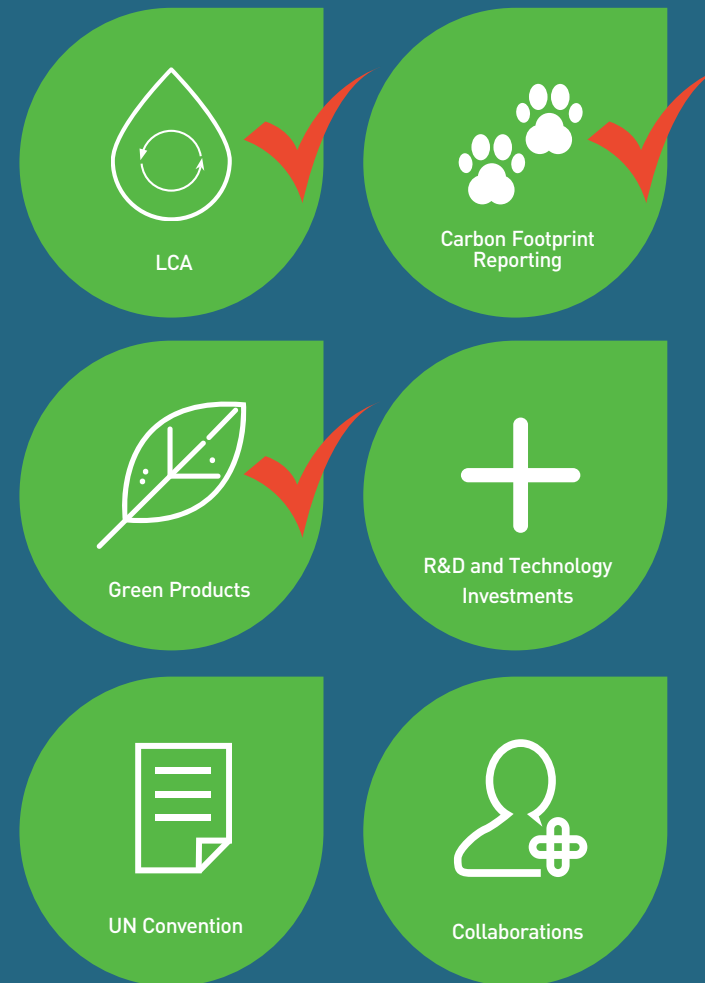 LCA
Carbon Footprint
Reporting
Green Products
R&D and Technology
Investments
UN Convention
Collaborations